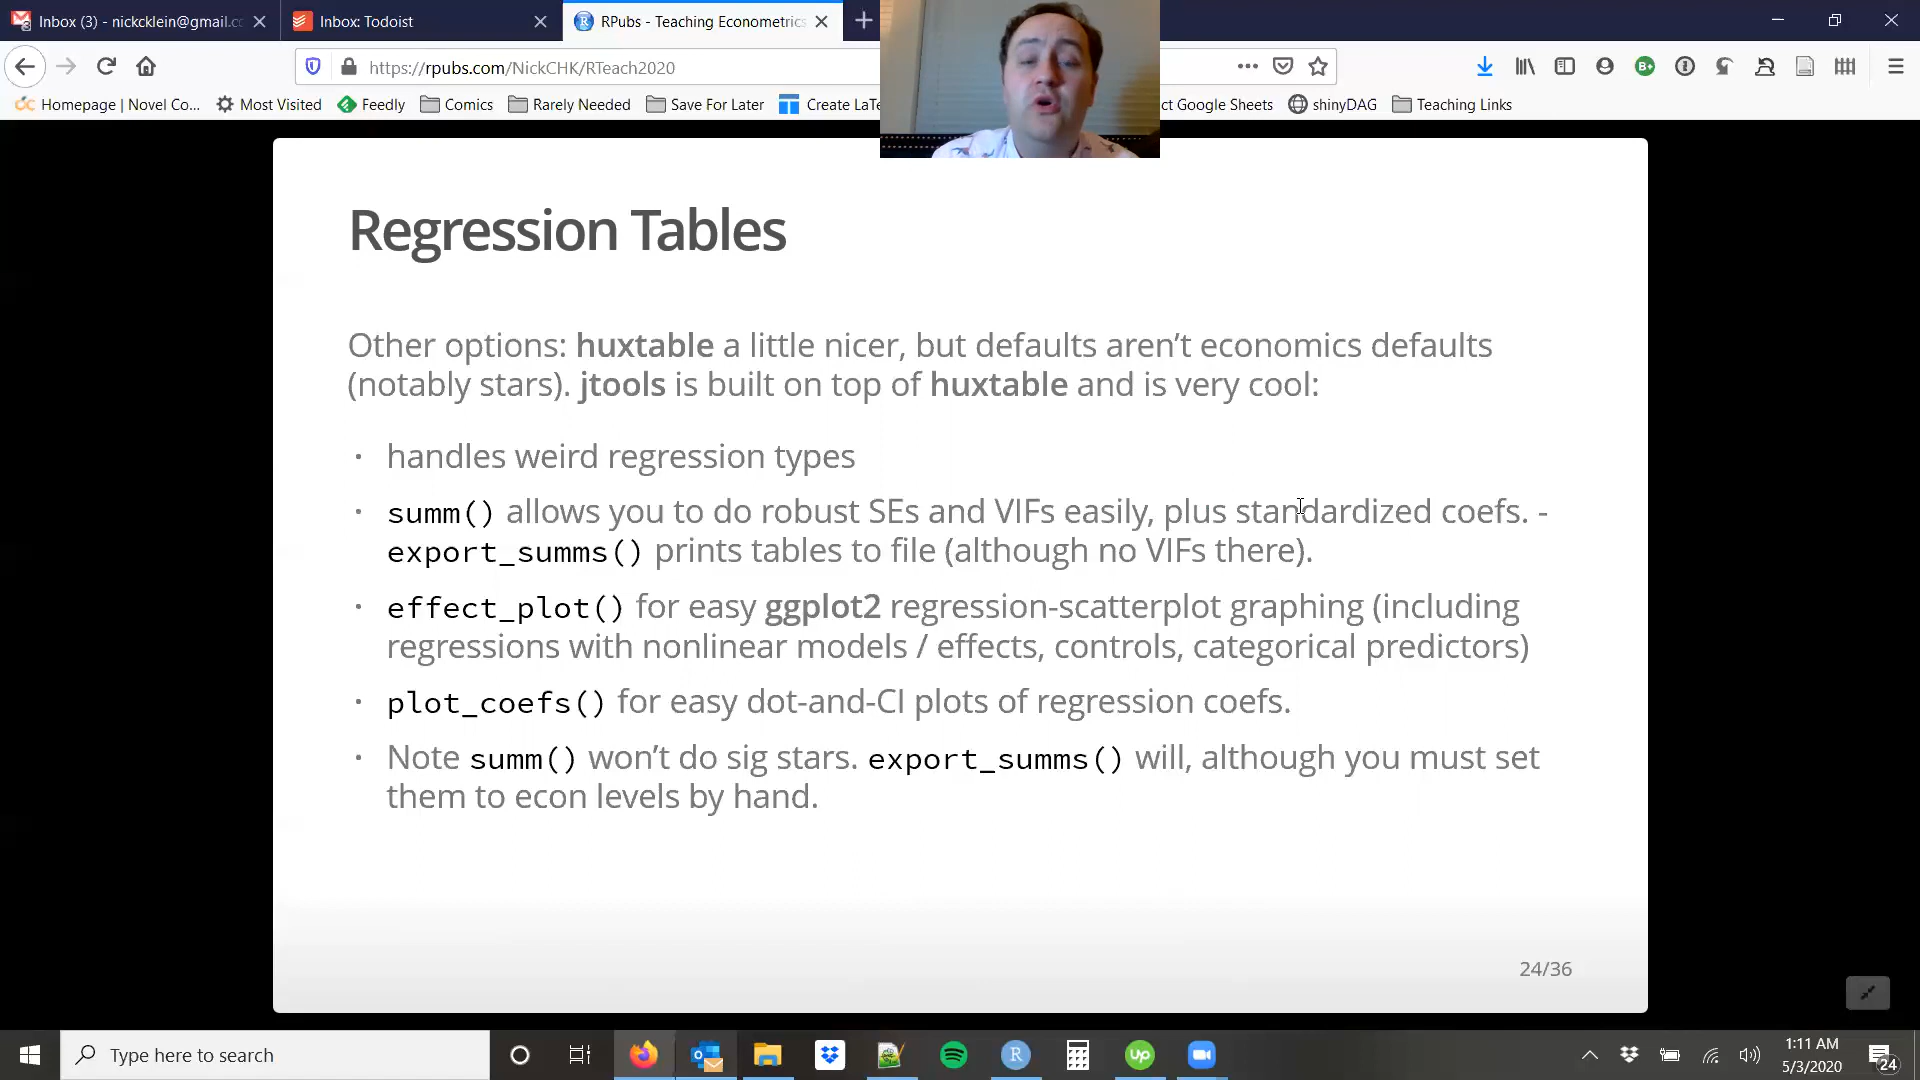 Inbox (3) - nickcklein@gmail.c
Inbox: Todoist
RPubs - Teaching Econometrics
https://rpubs.com/NickCHK/RTeach2020
Homepage | Novel Co...
Most Visited
Feedly
Comics
Rarely Needed
Save For Later
Create LaTe
ct Google Sheets
shinyDAG
Teaching Links
Regression Tables
Other options: huxtable a little nicer, but defaults aren't economics defaults
(notably stars). jtools is built on top of huxtable and is very cool:
· handles weird regression types
· summ() allows you to do robust SEs and VIFs easily, plus standardized coefs. -
export_summs() prints tables to file (although no VIFs there).
· effect_plot() for easy ggplot2 regression-scatterplot graphing (including
regressions with nonlinear models / effects, controls, categorical predictors)
· plot_coefs() for easy dot-and-CI plots of regression coefs.
· Note summ() won't do sig stars. export_summs() will, although you must set
them to econ levels by hand.
24/36
Type here to search
R
up
1:11 AM
5/3/2020
24